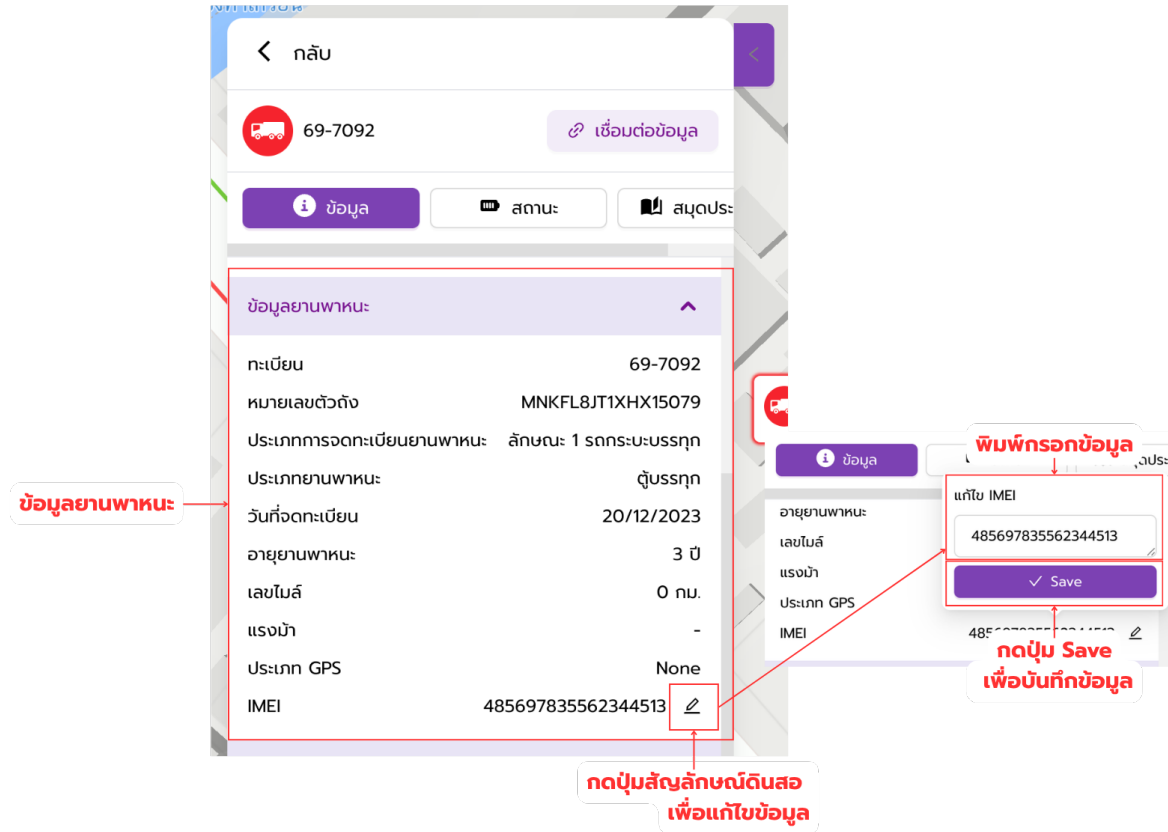 กลับ
69-7092
เชื่อมต่อข้อมูล
ข้อมูล
สถานะ
สมุดประ
ข้อมูลยานพาหนะ
ทะเบียน 69-7092
หมายเลขตัวถัง MNKFL8JT1XHX15079
ประเภทการจดทะเบียนยานพาหนะ ลักษณะ 1 รถกระบะบรรทุก
ประเภทยานพาหนะ ตู้บรรทุก
วันที่จดทะเบียน 20/12/2023
อายุยานพาหนะ 3 ปี
เลขไมล์ 0 กม.
แรงม้า -
ประเภท GPS None
IMEI 485697835562344513
ข้อมูลยานพาหนะ
กดปุ่มสัญลักษณ์ดินสอ
เพื่อแก้ไขข้อมูล
พิมพ์กรอกข้อมูล
ข้อมูล
แก้ไข IMEI
485697835562344513
Save
อายุยานพาหนะ
เลขไมล์
แรงม้า
ประเภท GPS
IMEI
กดปุ่ม Save
เพื่อบันทึกข้อมูล